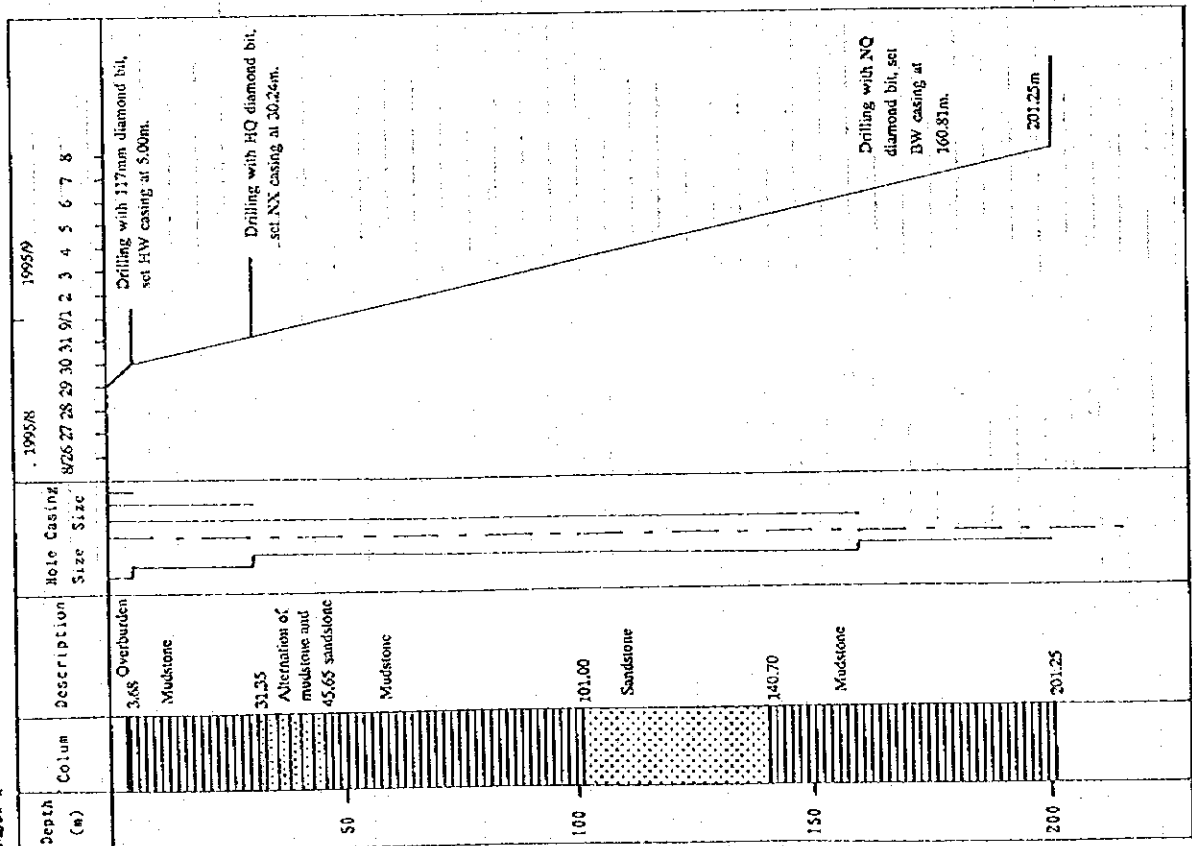 Depth
(m)
Colum
Description
Hole Casing
Size Size
1995/8
1995/9
8/26 27 28 29 30 31 9/1 2 3 4 5 6 7 8
3.68 Overburden
Mudstone
31.35
Alternation of
mudstone and
45.65 sandstone
Mudstone
101.00
Sandstone
140.70
Mudstone
201.25
50
100
150
200
Drilling with 117mm diamond bit,
set HW casing at 5.00m.
Drilling with HQ diamond bit,
set NX casing at 30.24m.
Drilling with NQ
diamond bit, set
BW casing at
160.81m.
201.25m